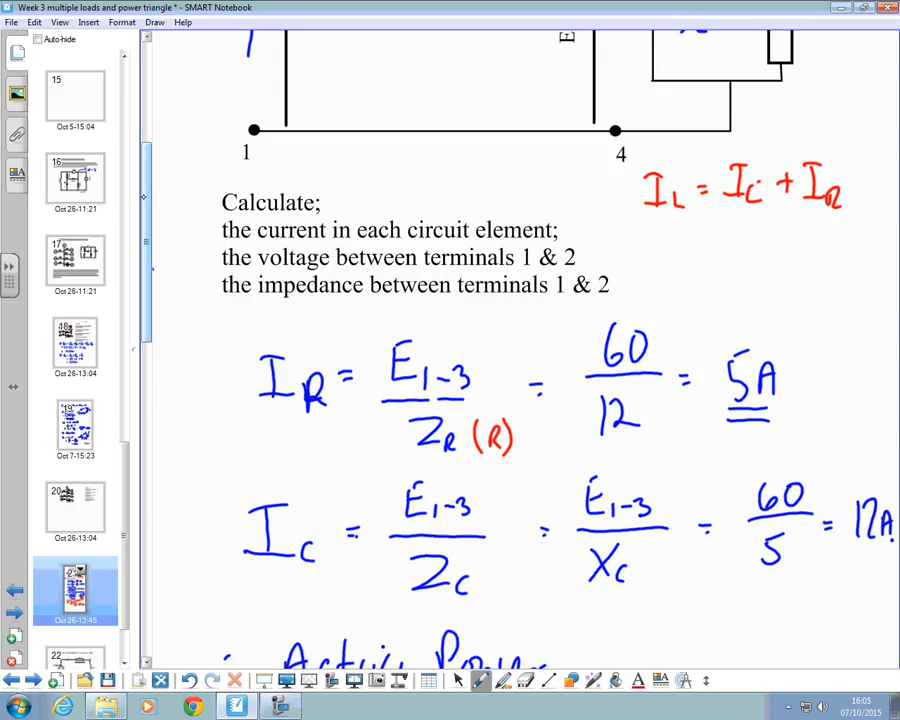 Week 3 multiple loads and power triangle * - SMART Notebook
File Edit View Insert Format Tools Add-ons Draw Help
Auto-hide
15
Oct 5-15:04
16
Oct 26-11:21
17
Oct 26-11:21
18
Oct 26-13:04
19
Oct 7-15:23
20
Oct 26-13:04
Oct 26-13:45
22
1
4
I_L = I_C + I_R
Calculate;
the current in each circuit element;
the voltage between terminals 1 & 2
the impedance between terminals 1 & 2
I_R = E_1-3 / Z_R (R) = 60 / 12 = 5A
I_C = E_1-3 / Z_C = E_1-3 / X_C = 60 / 5 = 12A.
16:05
07/10/2015